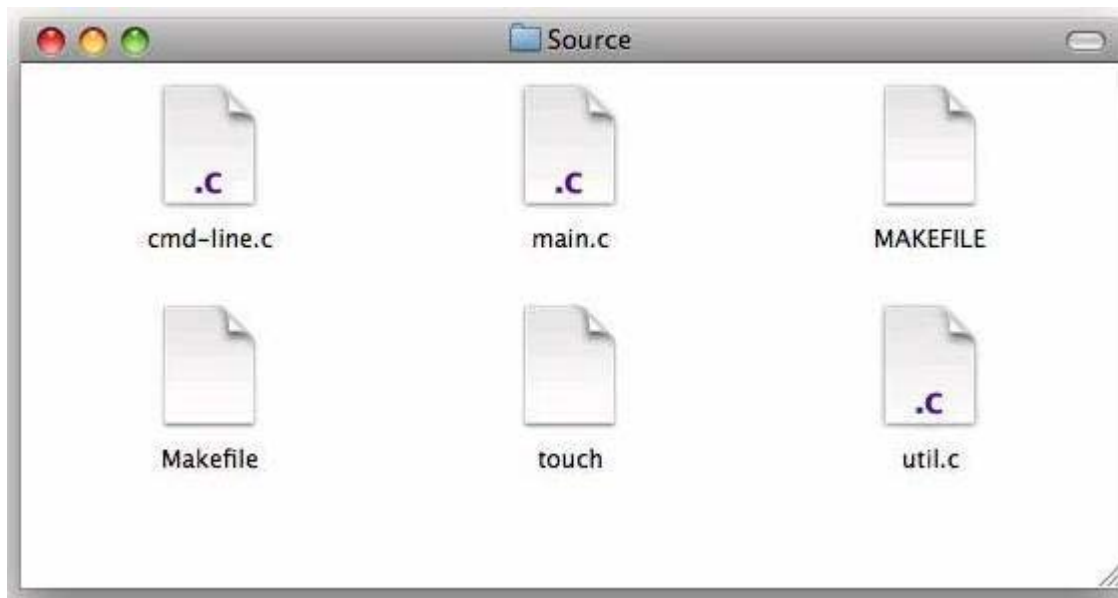 Source
.C
.C
cmd-line.c
main.c
MAKEFILE
.C
Makefile
touch
util.c